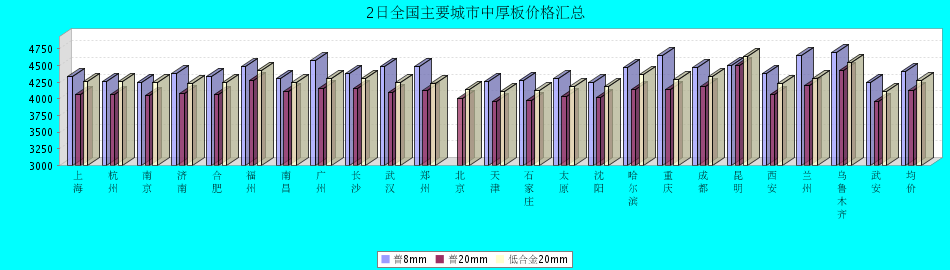 2日全国主要城市中厚板价格汇总
4750
4500
4250
4000
3750
3500
3250
3000
上海
杭州
南京
济南
合肥
福州
南昌
广州
长沙
武汉
郑州
北京
天津
石家庄
太原
沈阳
哈尔滨
重庆
成都
昆明
西安
兰州
乌鲁木齐
武安
均价
普8mm 普20mm 低合金20mm